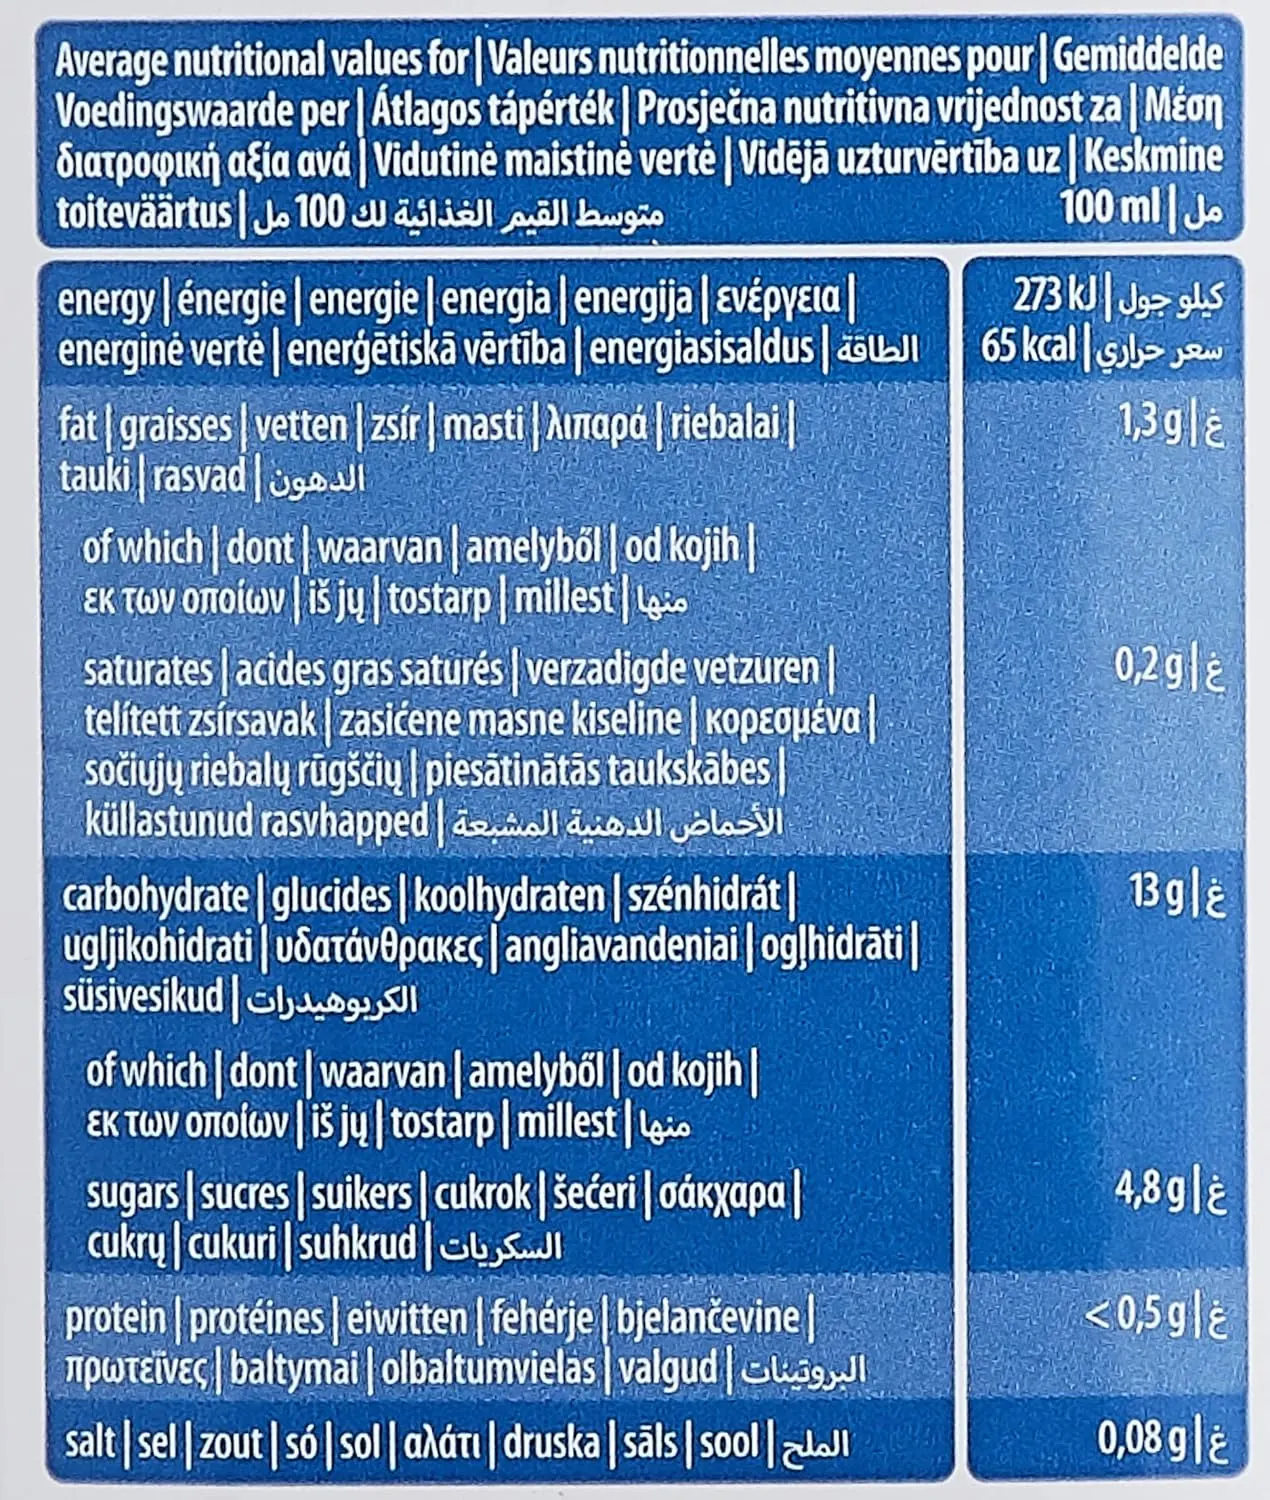 Average nutritional values for | Valeurs nutritionnelles moyennes pour | Gemiddelde
Voedingswaarde per | Átlagos tápérték | Prosječna nutritivna vrijednost za | Μέση
διατροφική αξία ανά | Vidutinė maistinė vertė | Vidējā uzturvērtība uz | Keskmine
toiteväärtus | متوسط القيم الغذائية لك 100 مل 100 ml | مل
energy | énergie | energie | energia | energija | ενέργεια | 273 kJ | كيلو جول
energinė vertė | enerģētiskā vērtība | energiasisaldus | الطاقة 65 kcal | سعر حراري
fat | graisses | vetten | zsír | masti | λιπαρά | riebalai | 1,3 g | غ
tauki | rasvad | الدهون
of which | dont | waarvan | amelyből | od kojih |
εκ των οποίων | iš jų | tostarp | millest | منها
saturates | acides gras saturés | verzadigde vetzuren | 0,2 g | غ
telített zsírsavak | zasićene masne kiseline | κορεσμένα |
sočiųjų riebalų rūgščių | piesātinātās taukskābes |
küllastunud rasvhapped | الأحماض الدهنية المشبعة
carbohydrate | glucides | koolhydraten | szénhidrát | 13 g | غ
ugljikohidrati | υδατάνθρακες | angliavandeniai | ogļhidrāti |
süsivesikud | الكربوهيدرات
of which | dont | waarvan | amelyből | od kojih |
εκ των οποίων | iš jų | tostarp | millest | منها
sugars | sucres | suikers | cukrok | šećeri | σάκχαρα | 4,8 g | غ
cukrų | cukuri | suhkrud | السكريات
protein | protéines | eiwitten | fehérje | bjelančevine | < 0,5 g | غ
πρωτεΐνες | baltymai | olbaltumvielas | valgud | البروتينات
salt | sel | zout | só | sol | αλάτι | druska | sāls | sool | الملح 0,08 g | غ